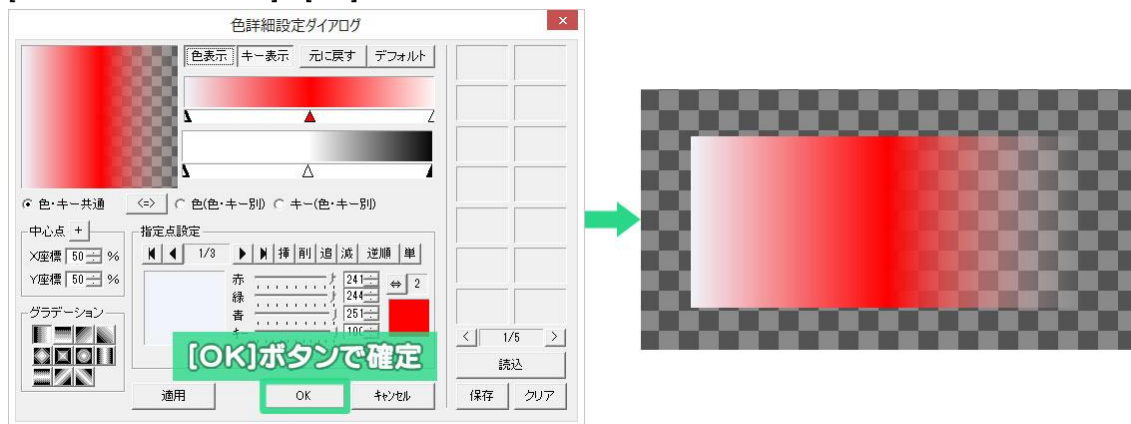 色詳細設定ダイアログ
×
色表示 キー表示 元に戻す デフォルト
色・キー共通 <=> 色(色・キー別) キー(色・キー別)
中心点 +
X座標 50 %
Y座標 50 %
グラデーション
指定点設定
1/3 挿 削 追 減 逆順 単
赤 241 ⇔ 2
緑 244
青 251
[OK]ボタンで確定
適用 OK キャンセル
< 1/5 >
読込
保存 クリア